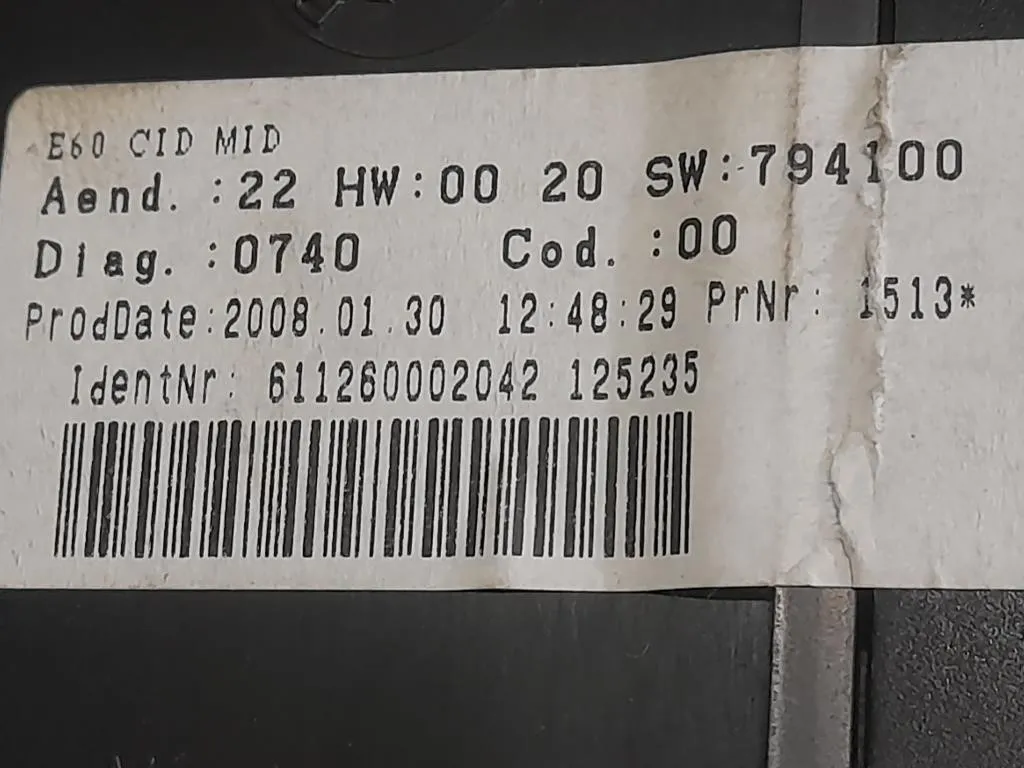 E60 CID MID
Aend. :22 HW:00 20 SW:794100
Diag. :0740 Cod. :00
ProdDate:2008.01.30 12:48:29 PrNr: 1513*
IdentNr: 611260002042 125235